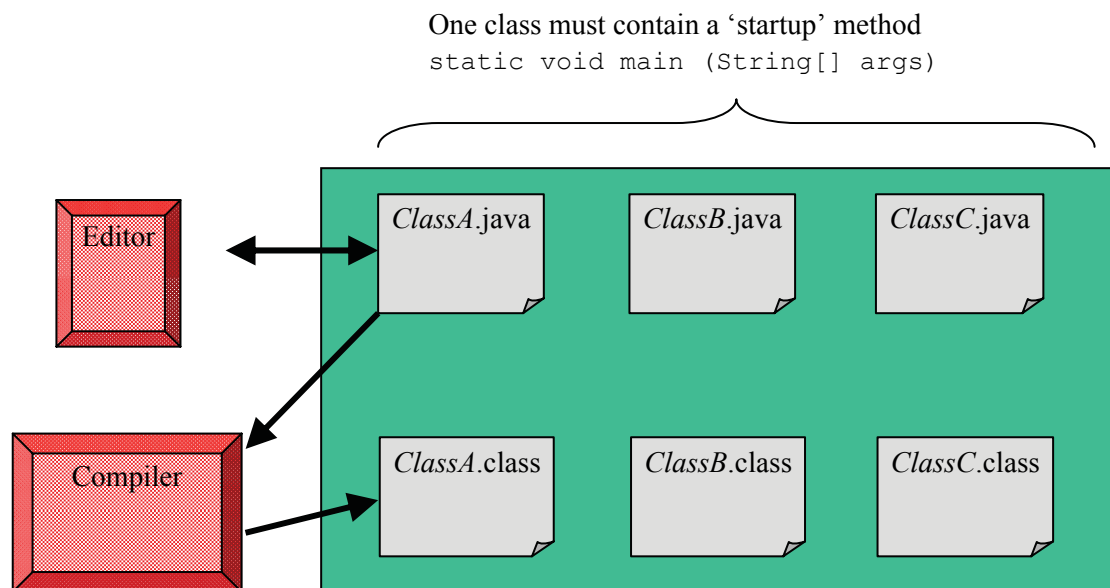 One class must contain a ‘startup’ method
static void main (String[] args)
Editor
ClassA.java
ClassB.java
ClassC.java
Compiler
ClassA.class
ClassB.class
ClassC.class